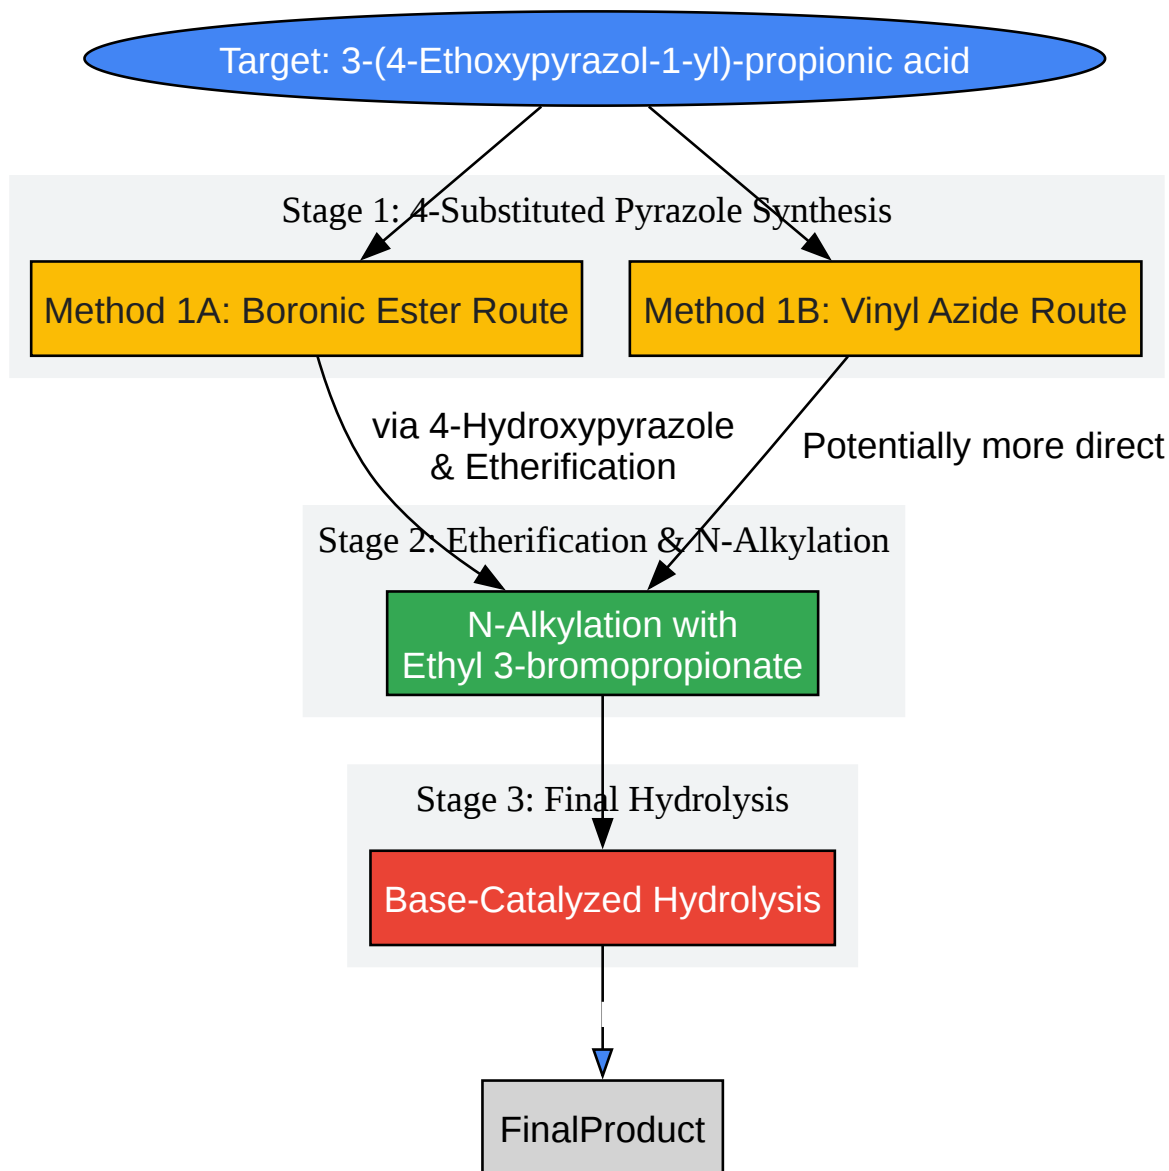 Target: 3-(4-Ethoxypyrazol-1-yl)-propionic acid
Stage 1: 4-Substituted Pyrazole Synthesis
Method 1A: Boronic Ester Route
Method 1B: Vinyl Azide Route
via 4-Hydroxypyrazole
& Etherification
Potentially more direct
Stage 2: Etherification & N-Alkylation
N-Alkylation with
Ethyl 3-bromopropionate
Stage 3: Final Hydrolysis
Base-Catalyzed Hydrolysis
FinalProduct